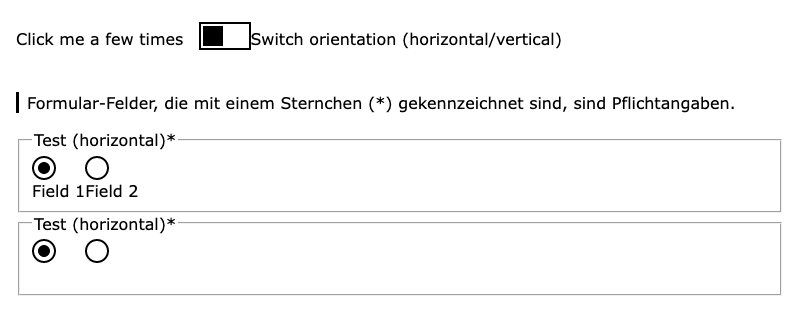 Click me a few times Switch orientation (horizontal/vertical)
Formular-Felder, die mit einem Sternchen (*) gekennzeichnet sind, sind Pflichtangaben.
Test (horizontal)*
Field 1Field 2
Test (horizontal)*